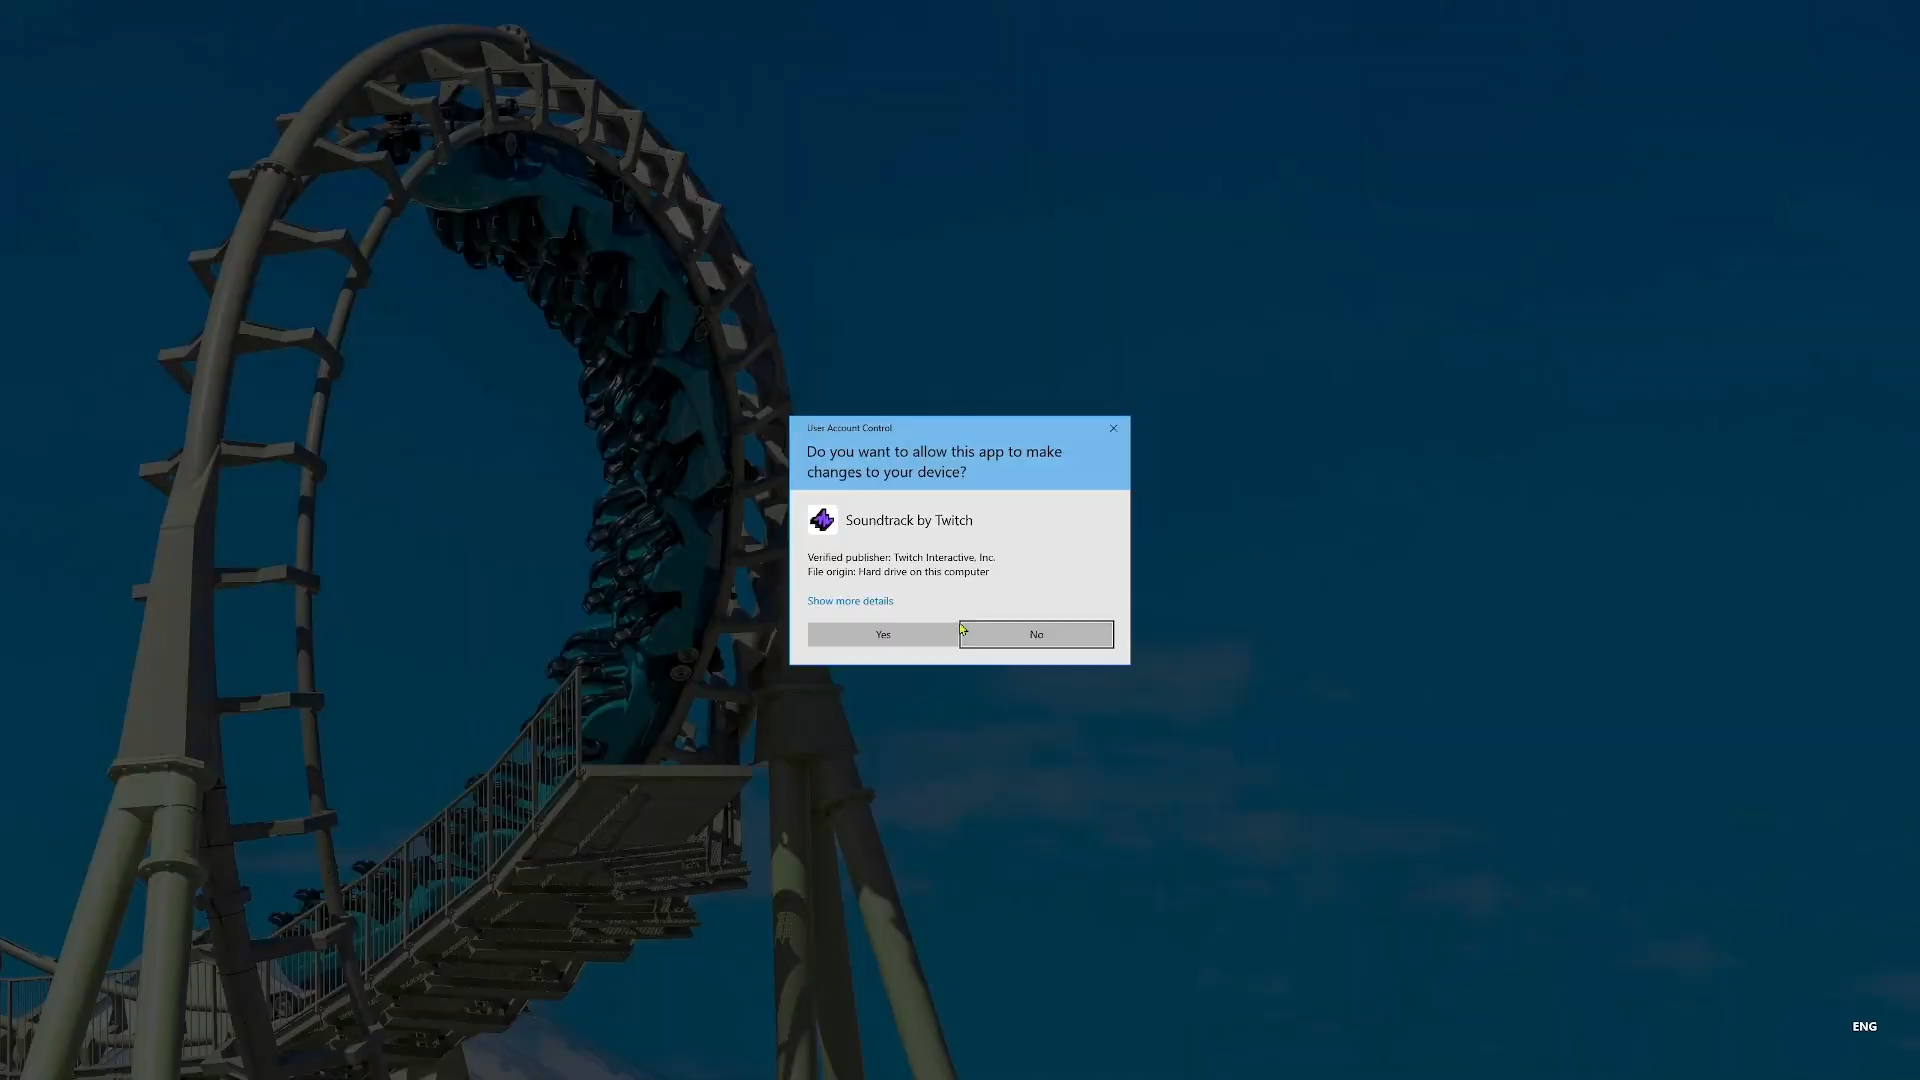 User Account Control
Do you want to allow this app to make
changes to your device?
Soundtrack by Twitch
Verified publisher: Twitch Interactive, Inc.
File origin: Hard drive on this computer
Show more details
Yes
No
ENG